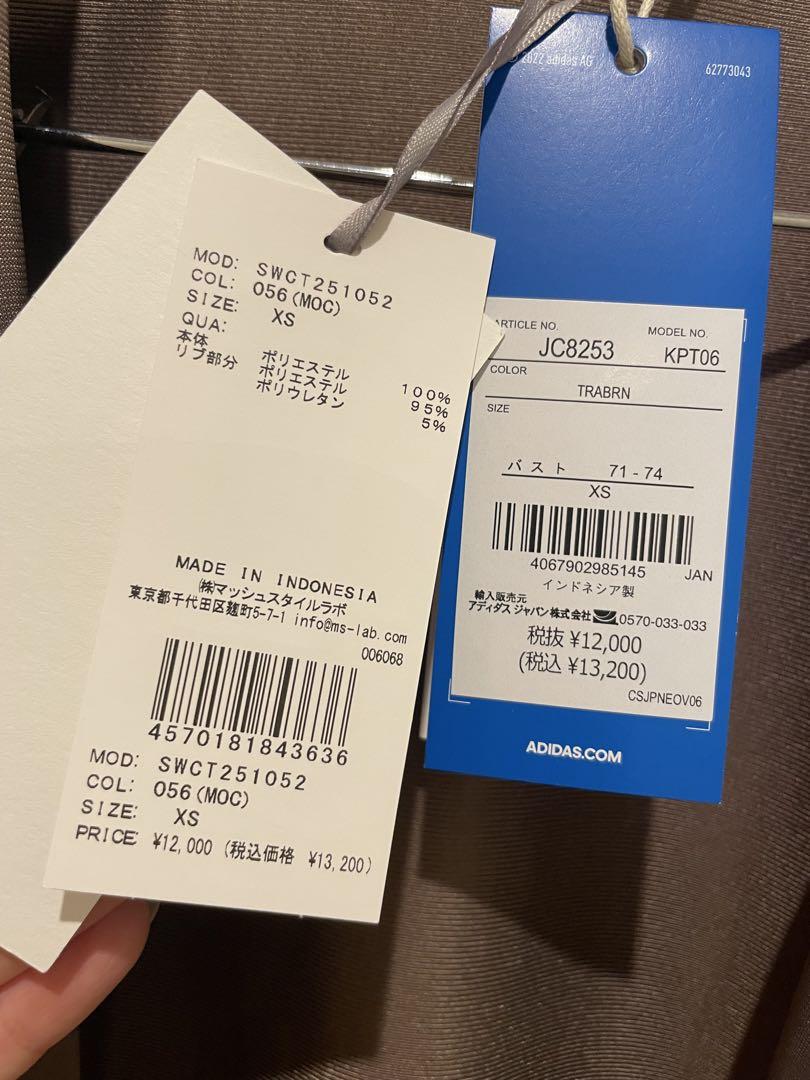 MOD: SWCT251052
COL: 056(MOC)
SIZE: XS
QUA:
本体 ポリエステル 100%
リブ部分 ポリエステル 95%
ポリウレタン 5%
MADE IN INDONESIA
㈱マッシュスタイルラボ
東京都千代田区麹町5-7-1 info@ms-lab.com
006068
4570181843636
MOD: SWCT251052
COL: 056(MOC)
SIZE: XS
PRICE: ¥12,000 (税込価格 ¥13,200)
© 2022 adidas AG
62773043
ARTICLE NO. MODEL NO.
JC8253 KPT06
COLOR
TRABRN
SIZE
バスト 71-74
XS
4067902985145 JAN
インドネシア製
輸入販売元
アディダス ジャパン株式会社 0570-033-033
税抜 ¥12,000
(税込 ¥13,200)
CSJPNEOV06
ADIDAS.COM